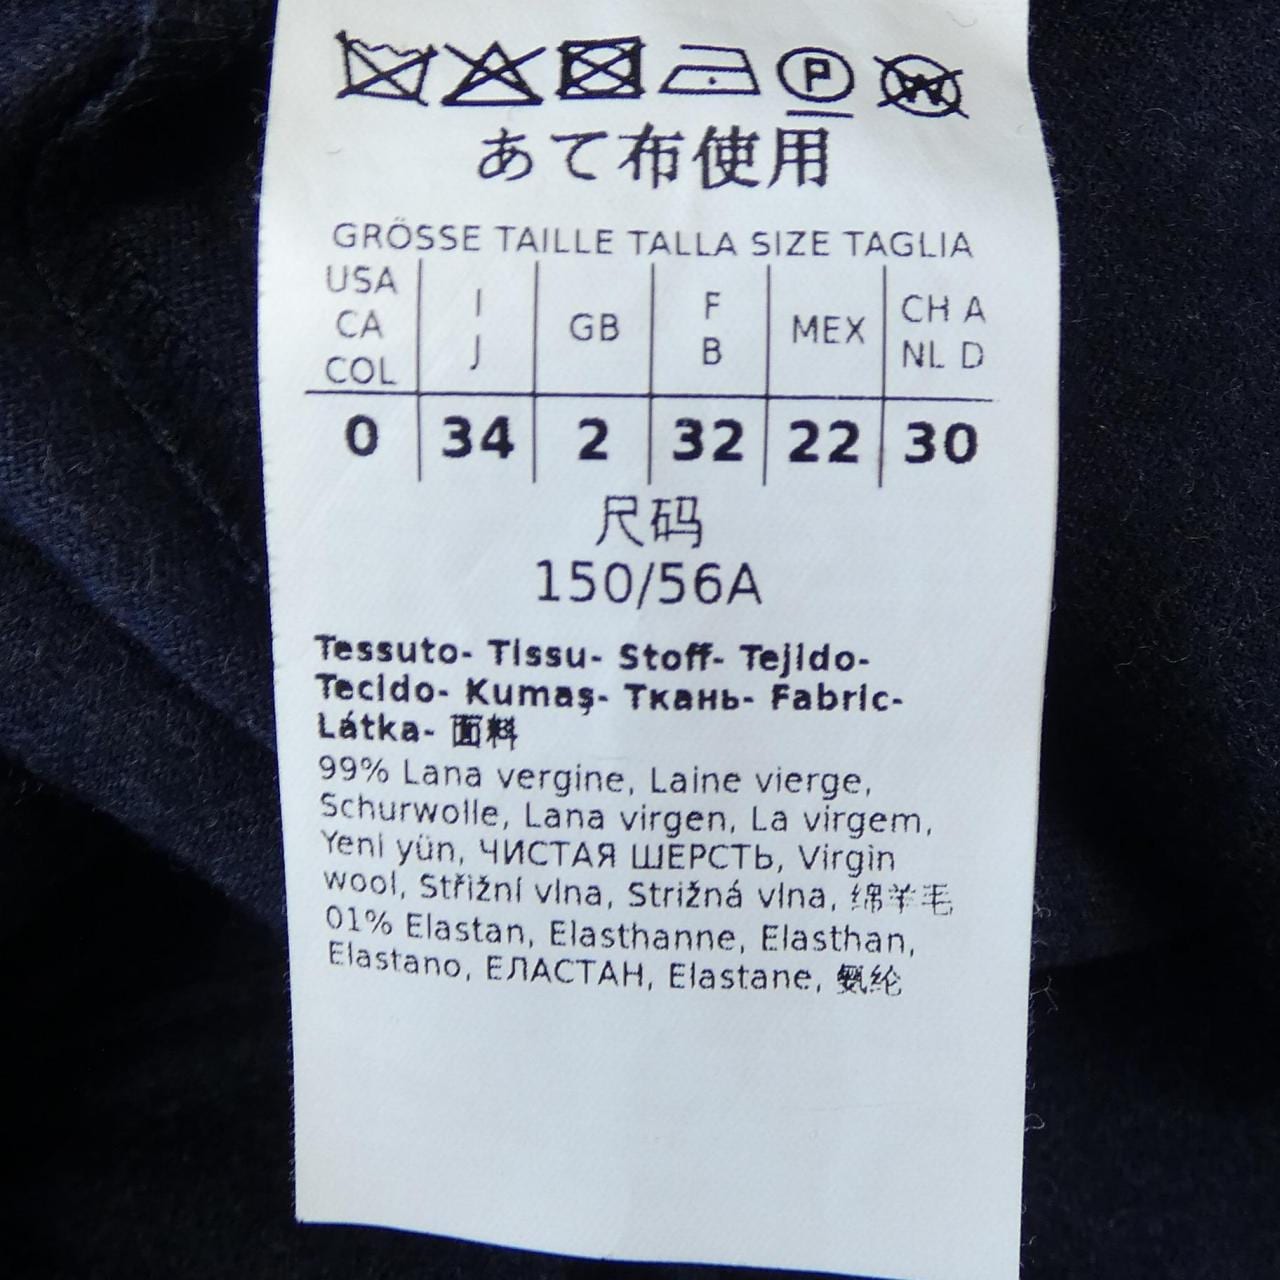 P W
あて布使用
GRÖSSE TAILLE TALLA SIZE TAGLIA
USA CA COL | I J | GB | F B | MEX | CH A NL D
0 | 34 | 2 | 32 | 22 | 30
尺码
150/56A
Tessuto- Tissu- Stoff- Tejido-
Tecido- Kumaş- Ткань- Fabric-
Látka- 面料
99% Lana vergine, Laine vierge,
Schurwolle, Lana virgen, La virgem,
Yeni yün, ЧИСТАЯ ШЕРСТЬ, Virgin
wool, Střižní vlna, Strižná vlna, 绵羊毛
01% Elastan, Elasthanne, Elasthan,
Elastano, ЕЛАСТАН, Elastane, 氨纶